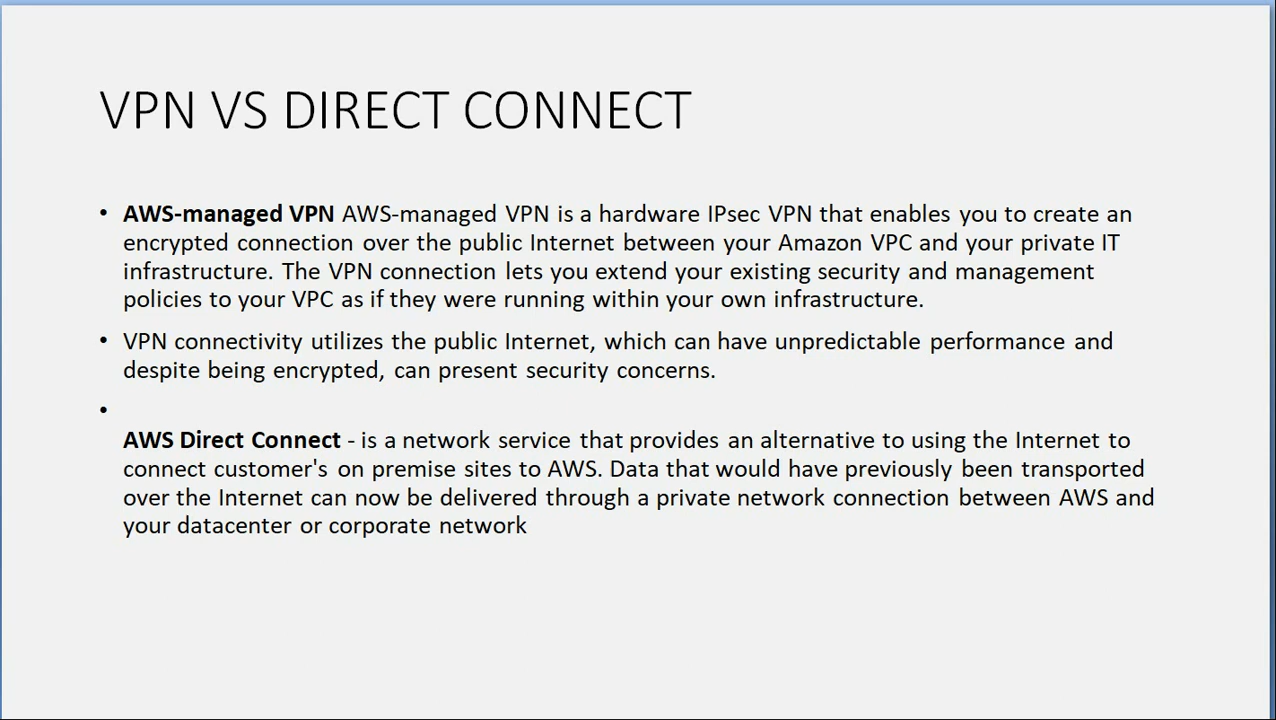 VPN VS DIRECT CONNECT
• AWS-managed VPN AWS-managed VPN is a hardware IPsec VPN that enables you to create an
encrypted connection over the public Internet between your Amazon VPC and your private IT
infrastructure. The VPN connection lets you extend your existing security and management
policies to your VPC as if they were running within your own infrastructure.
• VPN connectivity utilizes the public Internet, which can have unpredictable performance and
despite being encrypted, can present security concerns.
•
AWS Direct Connect - is a network service that provides an alternative to using the Internet to
connect customer's on premise sites to AWS. Data that would have previously been transported
over the Internet can now be delivered through a private network connection between AWS and
your datacenter or corporate network